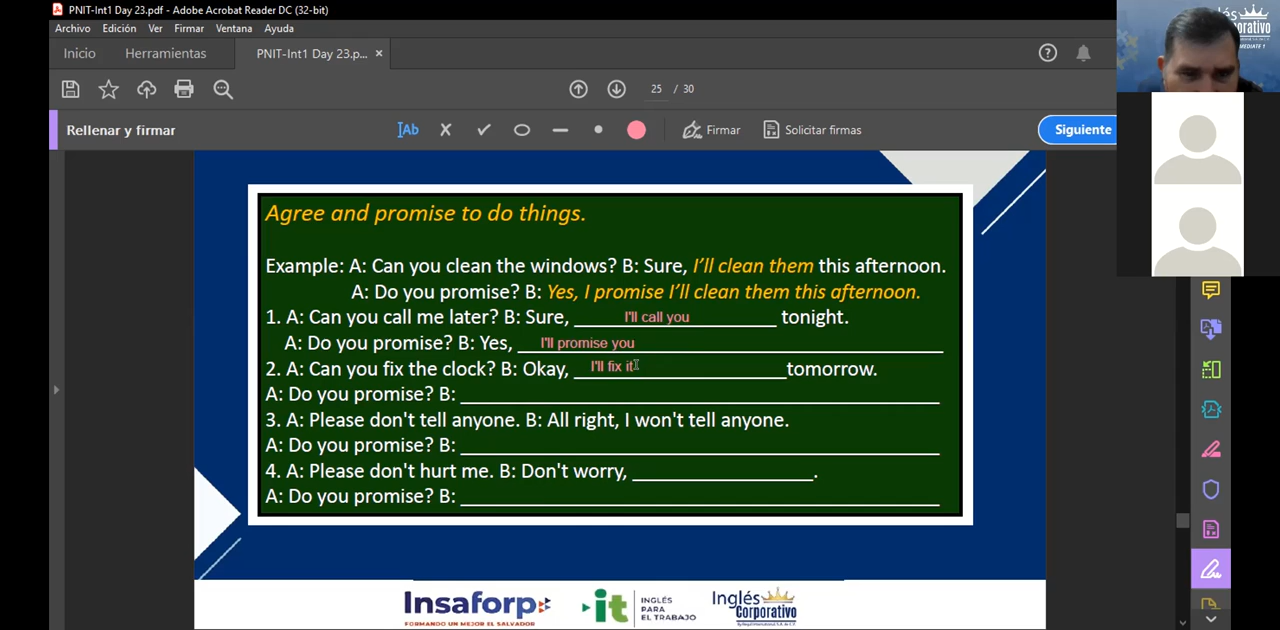 PNIT-Int1 Day 23.pdf - Adobe Acrobat Reader DC (32-bit)
Archivo Edición Ver Firmar Ventana Ayuda
Inicio Herramientas PNIT-Int1 Day 23.p... ×
25 / 30
Rellenar y firmar
Ab
Firmar
Solicitar firmas
Siguiente
Agree and promise to do things.
Example: A: Can you clean the windows? B: Sure, I'll clean them this afternoon.
A: Do you promise? B: Yes, I promise I'll clean them this afternoon.
1. A: Can you call me later? B: Sure, I'll call you tonight.
A: Do you promise? B: Yes, I'll promise you
2. A: Can you fix the clock? B: Okay, I'll fix it tomorrow.
A: Do you promise? B:
3. A: Please don't tell anyone. B: All right, I won't tell anyone.
A: Do you promise? B:
4. A: Please don't hurt me. B: Don't worry, .
A: Do you promise? B:
Insaforp
FORMANDO UN MEJOR EL SALVADOR
it
INGLÉS
PARA
EL TRABAJO
Inglés
Corporativo